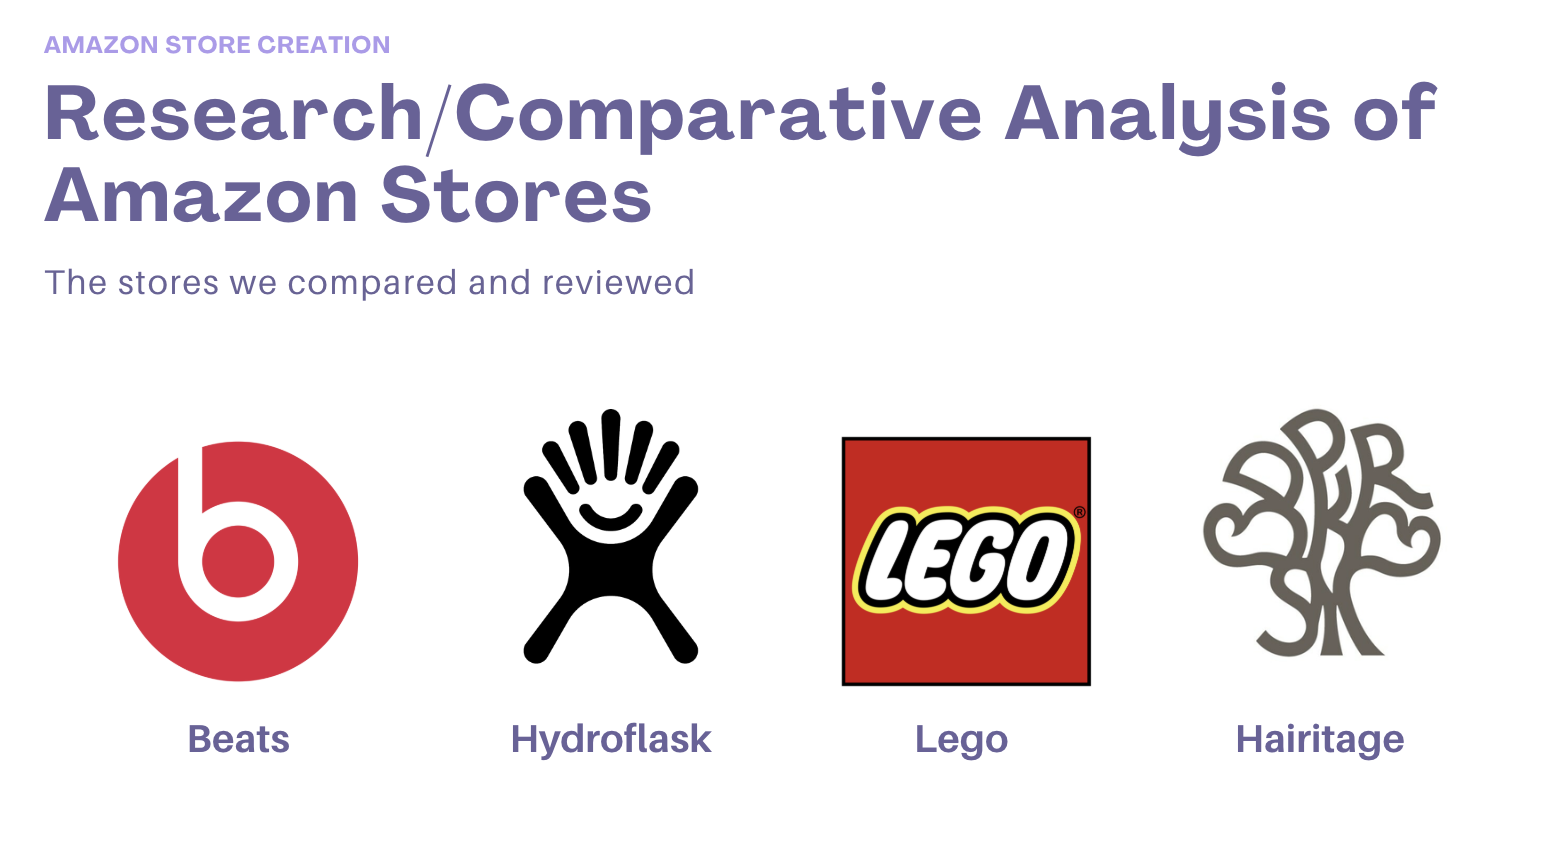 AMAZON STORE CREATION
Research/Comparative Analysis of
Amazon Stores
The stores we compared and reviewed
b
LEGO®
Beats
Hydroflask
Lego
Hairitage